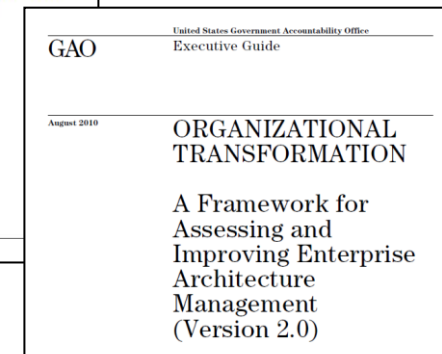 United States Government Accountability Office
GAO
Executive Guide
August 2010
ORGANIZATIONAL
TRANSFORMATION
A Framework for
Assessing and
Improving Enterprise
Architecture
Management
(Version 2.0)